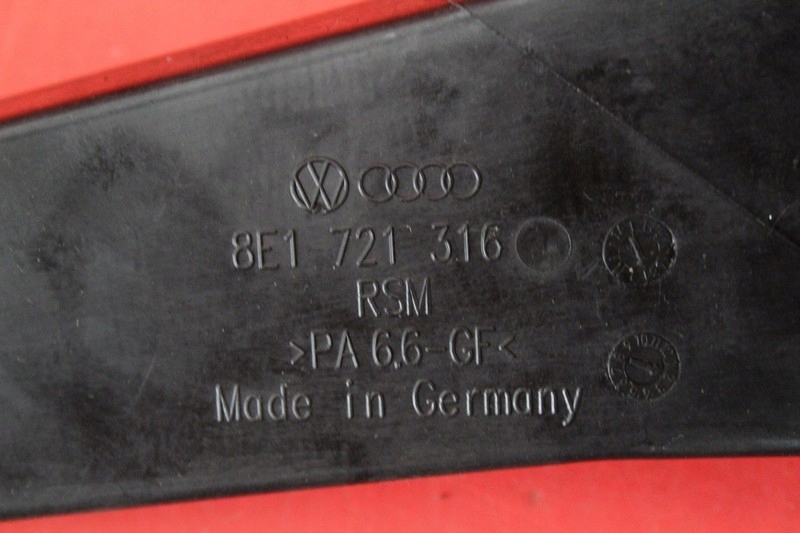 8E1 721 316
RSM
>PA 6.6-GF<
Made in Germany